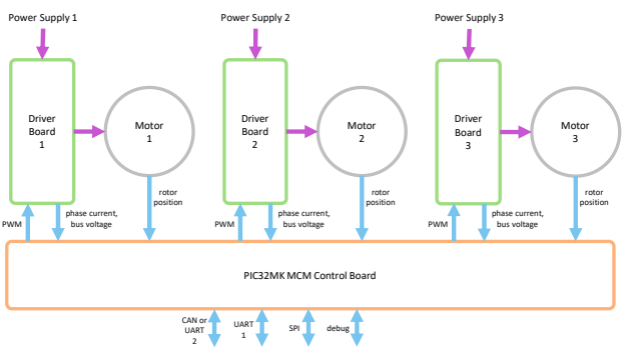 Power Supply 1
Power Supply 2
Power Supply 3
Driver
Board
1
Motor
1
Driver
Board
2
Motor
2
Driver
Board
3
Motor
3
PWM
phase current,
bus voltage
rotor
position
PWM
phase current,
bus voltage
rotor
position
PWM
phase current,
bus voltage
rotor
position
PIC32MK MCM Control Board
CAN or
UART
2
UART
1
SPI
debug